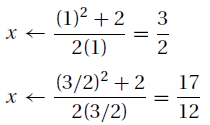 x ← (1)² + 2 / 2(1) = 3/2
x ← (3/2)² + 2 / 2(3/2) = 17/12